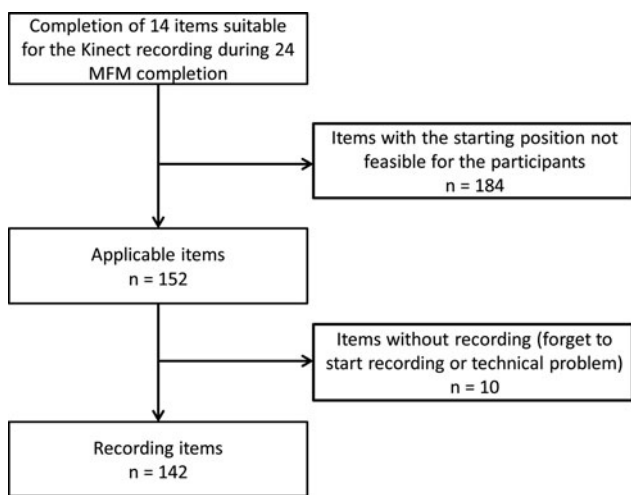 Completion of 14 items suitable
for the Kinect recording during 24
MFM completion
Items with the starting position not
feasible for the participants
n = 184
Applicable items
n = 152
Items without recording (forget to
start recording or technical problem)
n = 10
Recording items
n = 142